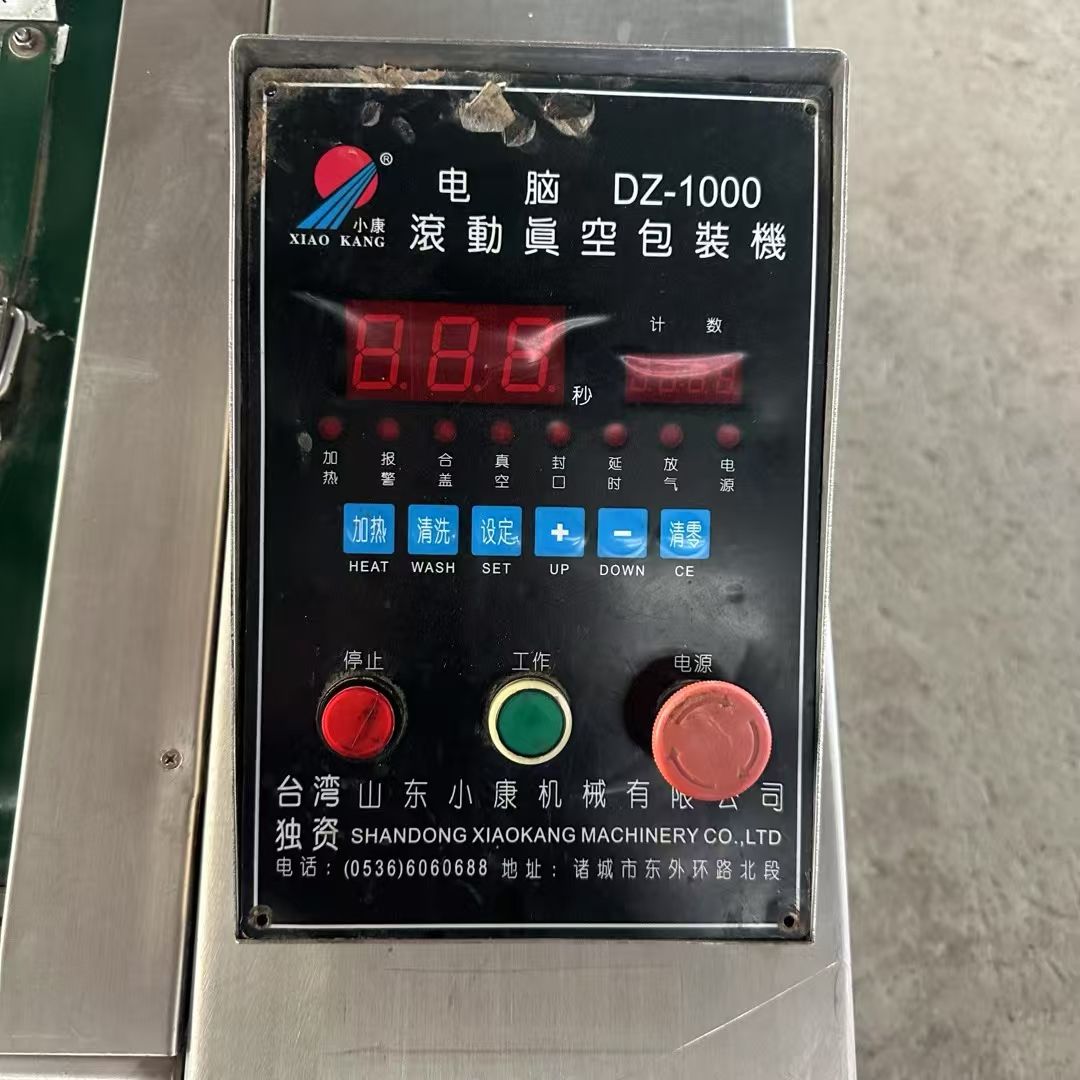 ®
小康
XIAO KANG
电脑 DZ-1000
滾動眞空包裝機
计数
秒
加热 报警 合盖 真空 封口 延时 放气 电源
加热 清洗 设定 + - 清零
HEAT WASH SET UP DOWN CE
停止 工作 电源
台湾独资
山东小康机械有限公司
SHANDONG XIAOKANG MACHINERY CO.,LTD
电话：(0536)6060688 地址：诸城市东外环路北段